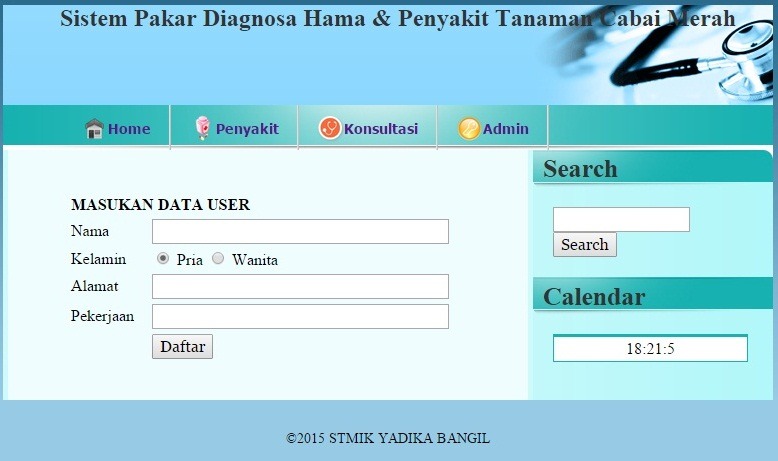 Sistem Pakar Diagnosa Hama & Penyakit Tanaman Cabai Merah
Home Penyakit Konsultasi Admin
MASUKAN DATA USER
Nama
Kelamin Pria Wanita
Alamat
Pekerjaan
Daftar
Search
Search
Calendar
18:21:5
©2015 STMIK YADIKA BANGIL